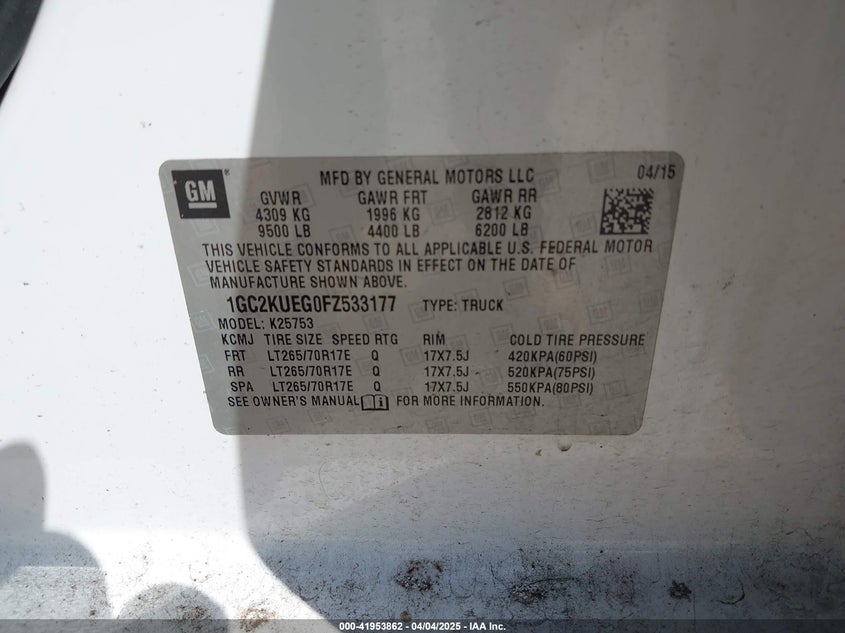 GM
MFD BY GENERAL MOTORS LLC 04/15
GVWR GAWR FRT GAWR RR
4309 KG 1996 KG 2812 KG
9500 LB 4400 LB 6200 LB
THIS VEHICLE CONFORMS TO ALL APPLICABLE U.S. FEDERAL MOTOR
VEHICLE SAFETY STANDARDS IN EFFECT ON THE DATE OF
MANUFACTURE SHOWN ABOVE.
1GC2KUEG0FZ533177 TYPE: TRUCK
MODEL: K25753
KCMJ TIRE SIZE SPEED RTG RIM COLD TIRE PRESSURE
FRT LT265/70R17E Q 17X7.5J 420KPA(60PSI)
RR LT265/70R17E Q 17X7.5J 520KPA(75PSI)
SPA LT265/70R17E Q 17X7.5J 550KPA(80PSI)
SEE OWNER'S MANUAL FOR MORE INFORMATION.
000-41953862 - 04/04/2025 - IAA Inc.